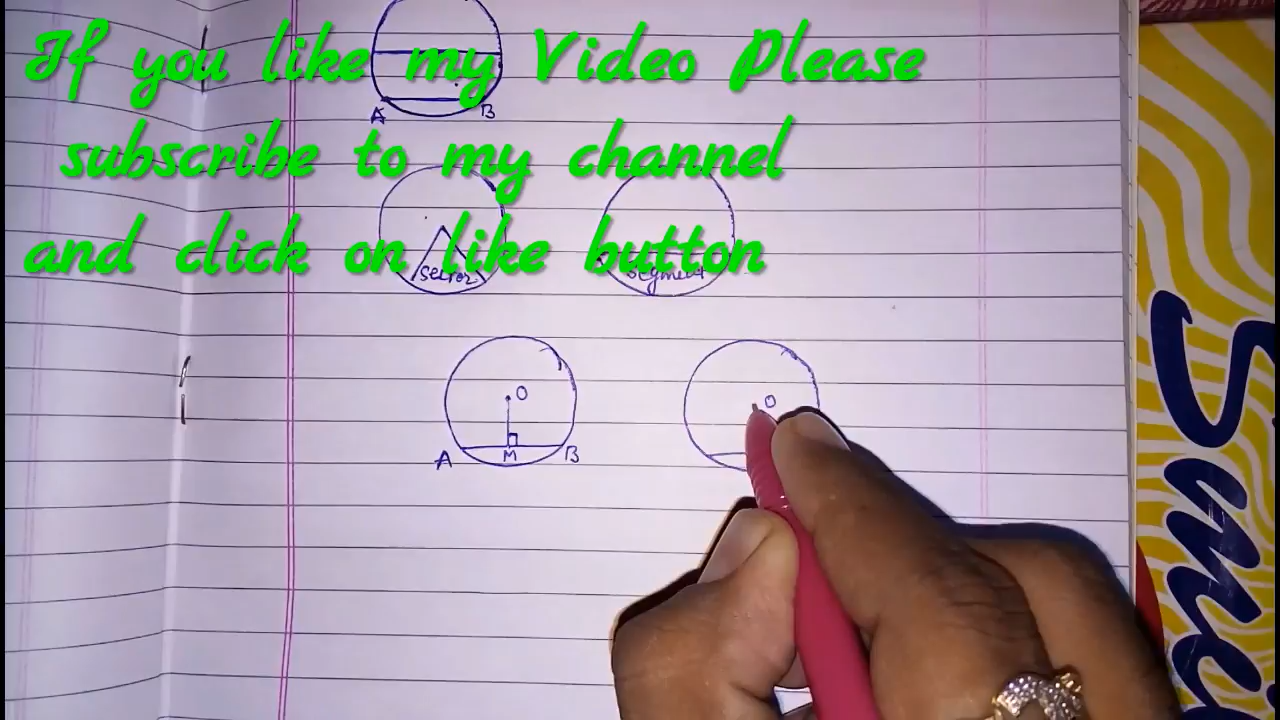 If you like my Video Please
A B
subscribe to my channel
and click on like button
Sector Segment
O O
A M B